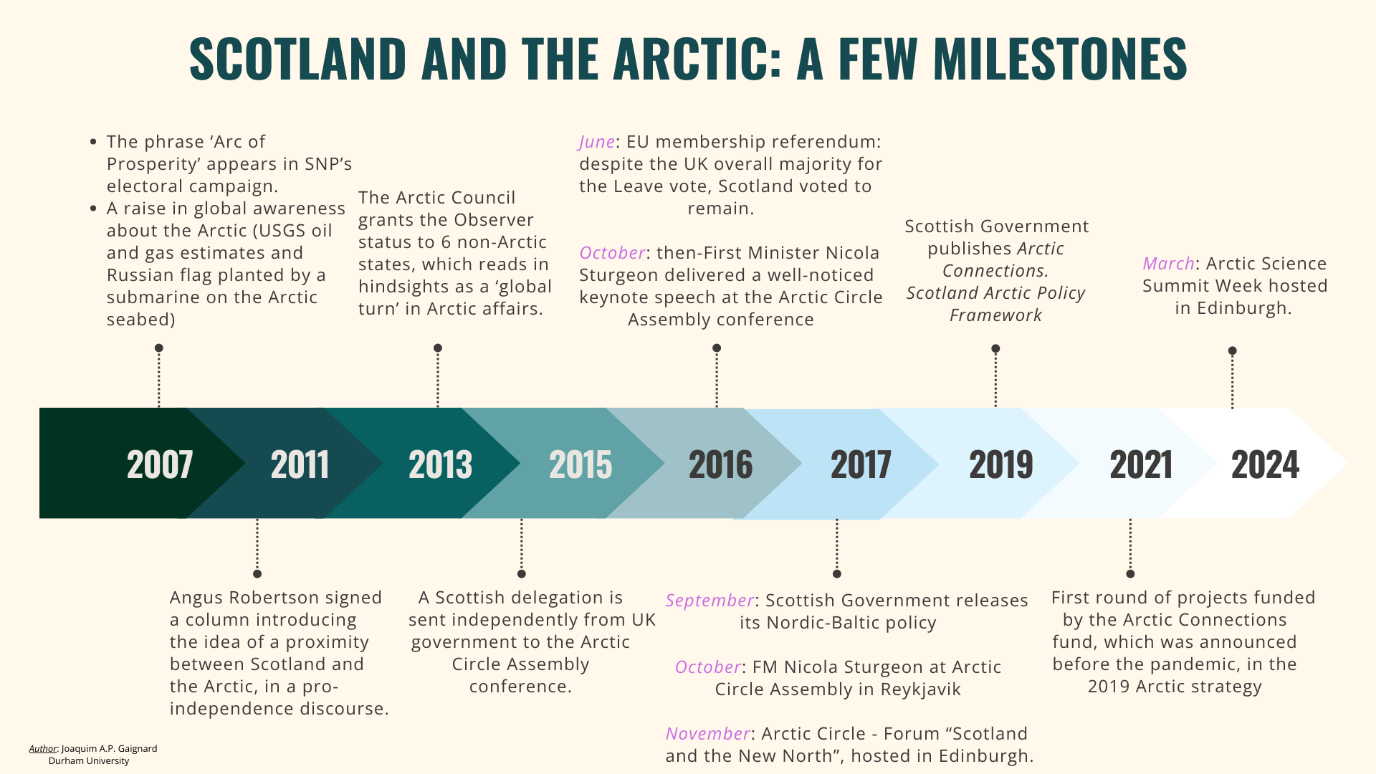 SCOTLAND AND THE ARCTIC: A FEW MILESTONES
• The phrase ‘Arc of
Prosperity’ appears in SNP’s
electoral campaign.
• A raise in global awareness
about the Arctic (USGS oil
and gas estimates and
Russian flag planted by a
submarine on the Arctic
seabed)
The Arctic Council
grants the Observer
status to 6 non-Arctic
states, which reads in
hindsights as a ‘global
turn’ in Arctic affairs.
June: EU membership referendum:
despite the UK overall majority for
the Leave vote, Scotland voted to
remain.
October: then-First Minister Nicola
Sturgeon delivered a well-noticed
keynote speech at the Arctic Circle
Assembly conference
Scottish Government
publishes Arctic
Connections.
Scotland Arctic Policy
Framework
March: Arctic Science
Summit Week hosted
in Edinburgh.
2007 2011 2013 2015 2016 2017 2019 2021 2024
Angus Robertson signed
a column introducing
the idea of a proximity
between Scotland and
the Arctic, in a pro-
independence discourse.
A Scottish delegation is
sent independently from UK
government to the Arctic
Circle Assembly
conference.
September: Scottish Government releases
its Nordic-Baltic policy
October: FM Nicola Sturgeon at Arctic
Circle Assembly in Reykjavik
November: Arctic Circle - Forum “Scotland
and the New North”, hosted in Edinburgh.
First round of projects funded
by the Arctic Connections
fund, which was announced
before the pandemic, in the
2019 Arctic strategy
Author: Joaquim A.P. Gaignard
Durham University